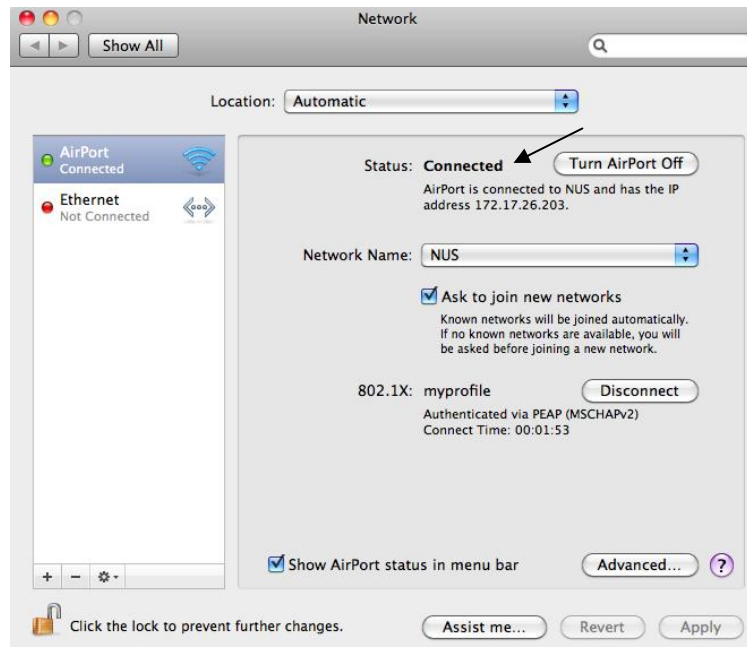 Network
Show All
Location: Automatic
AirPort
Connected
Ethernet
Not Connected
Status: Connected Turn AirPort Off
AirPort is connected to NUS and has the IP
address 172.17.26.203.
Network Name: NUS
Ask to join new networks
Known networks will be joined automatically.
If no known networks are available, you will
be asked before joining a new network.
802.1X: myprofile Disconnect
Authenticated via PEAP (MSCHAPv2)
Connect Time: 00:01:53
Show AirPort status in menu bar Advanced... ?
+ −
Click the lock to prevent further changes. Assist me... Revert Apply